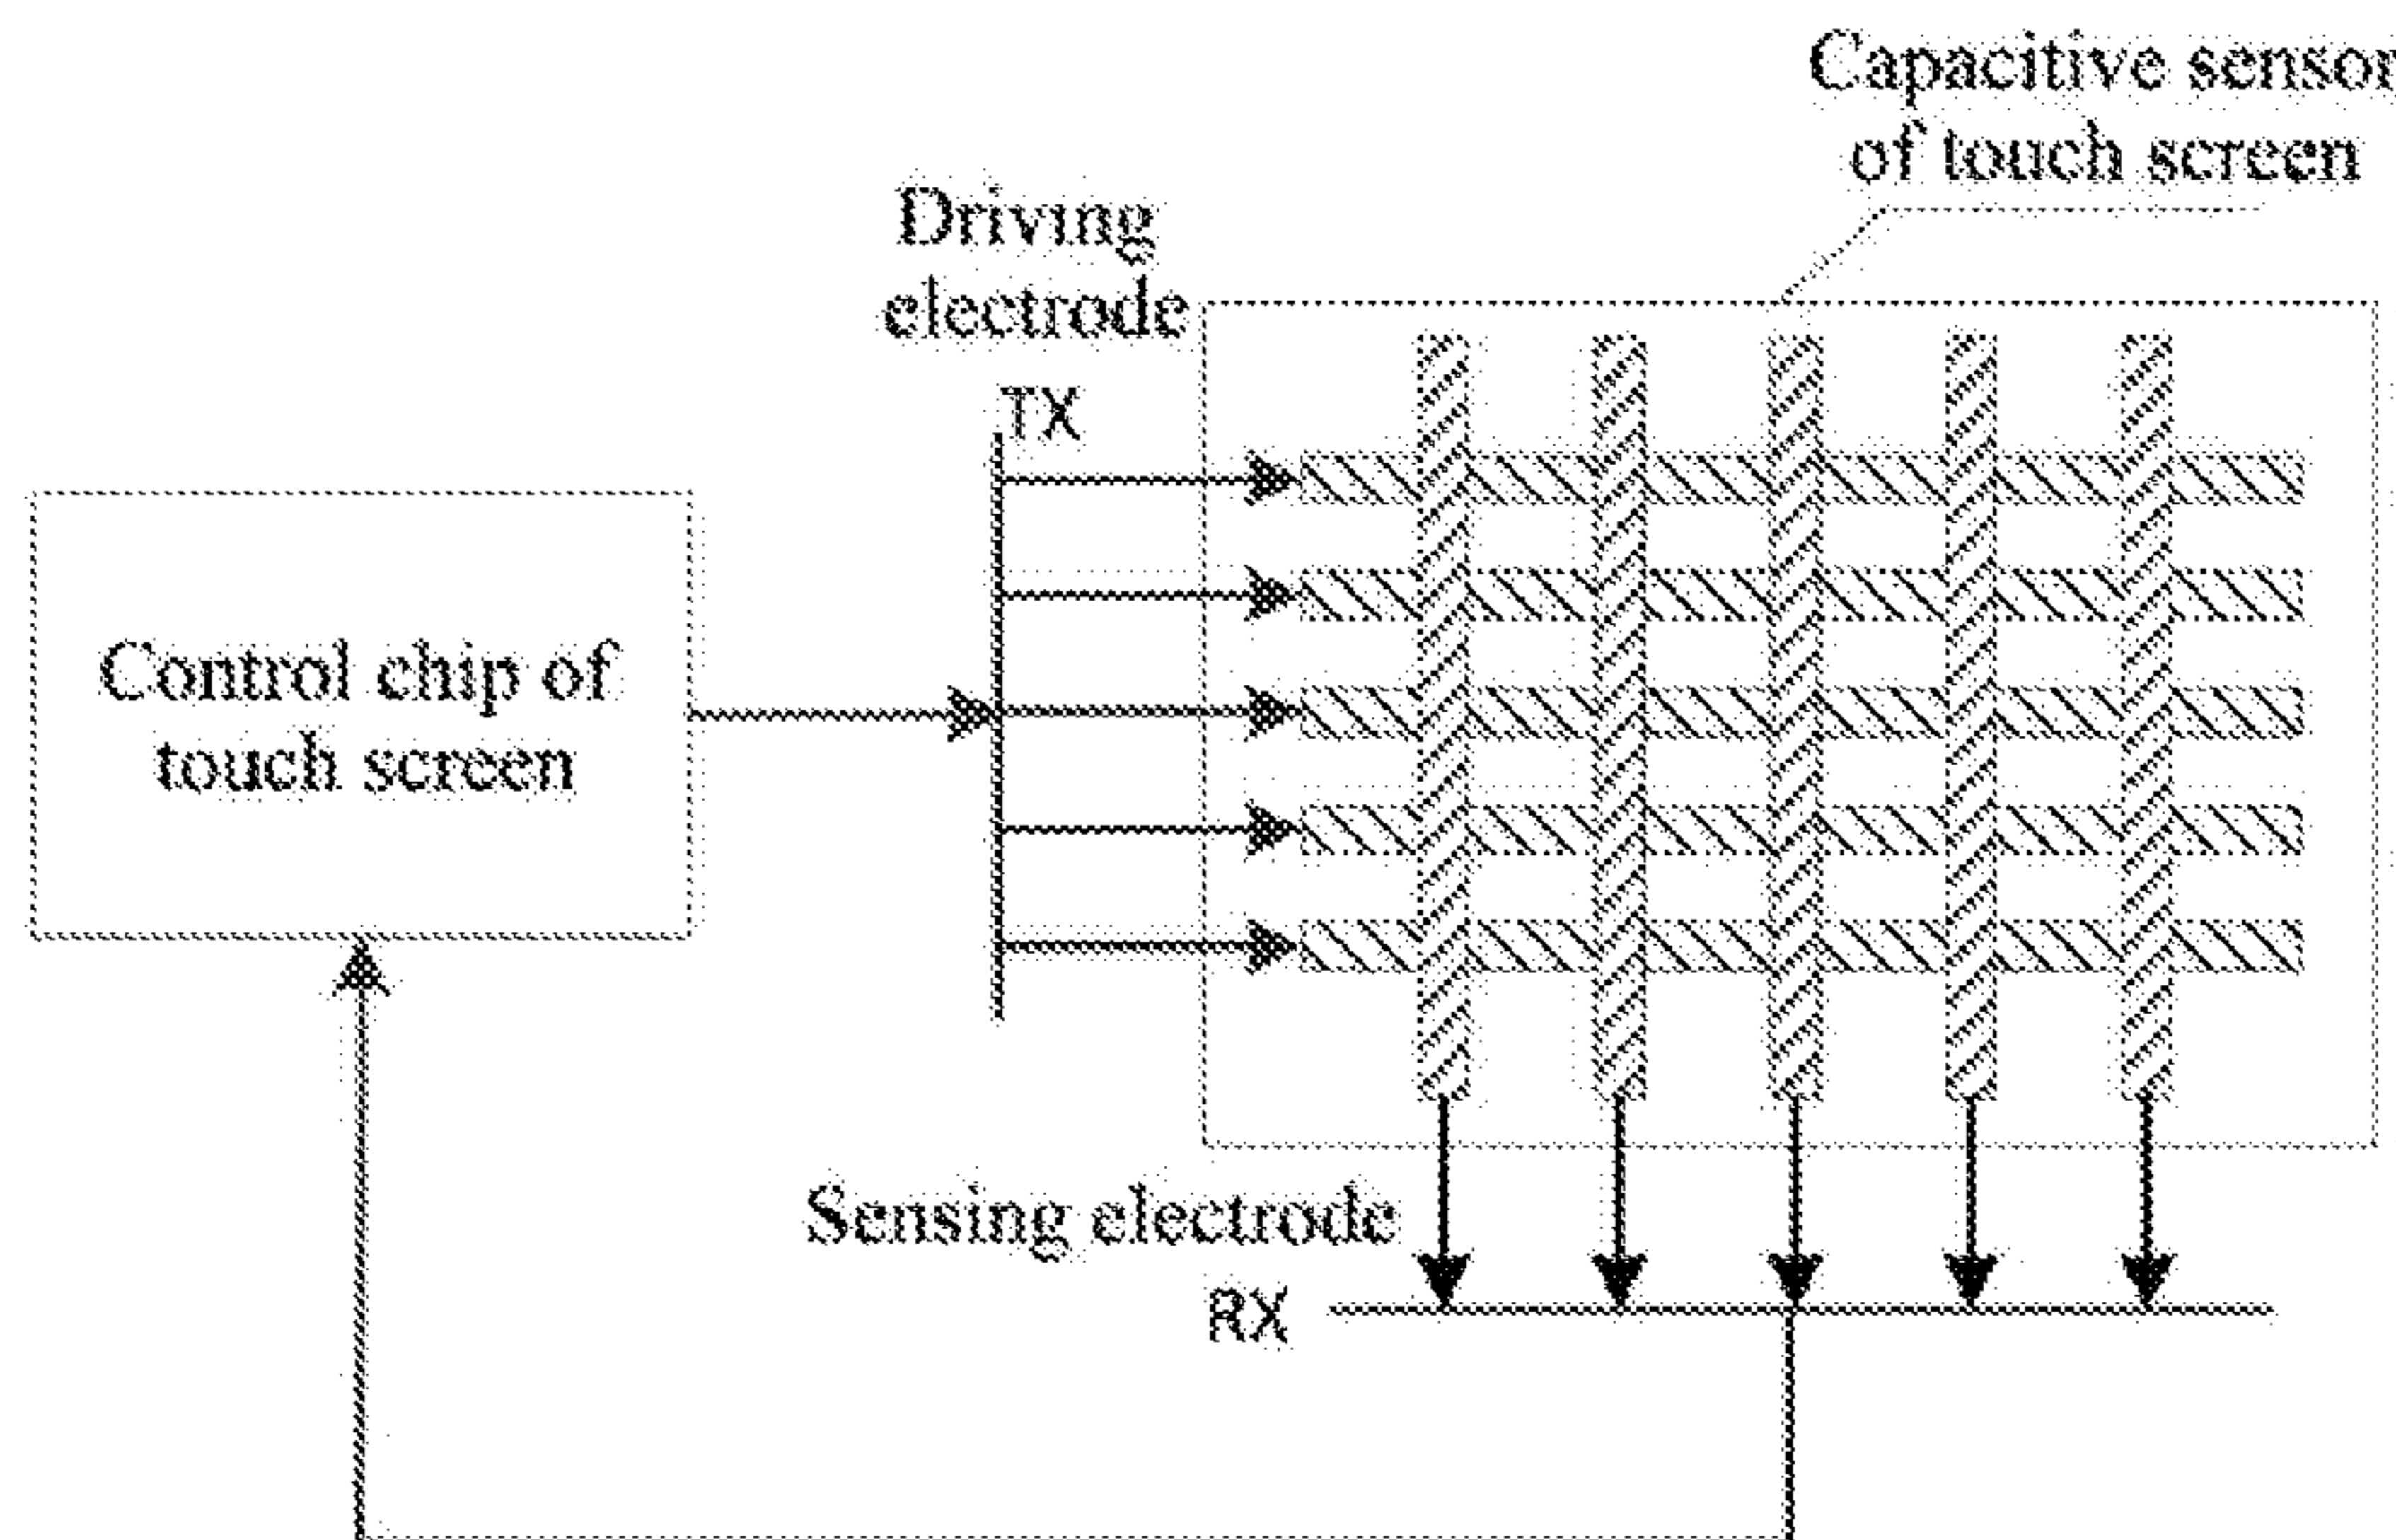 Capacitive sensor
of touch screen
Driving
electrode
TX
Control chip of
touch screen
Sensing electrode
RX